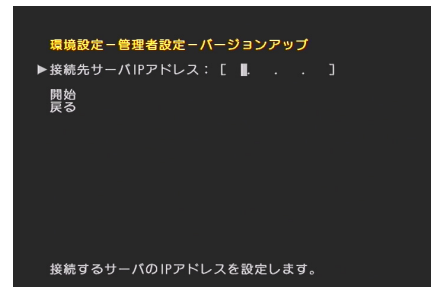 環境設定－管理者設定－バージョンアップ
▶接続先サーバIPアドレス：［ . . . ］
開始
戻る
接続するサーバのIPアドレスを設定します。